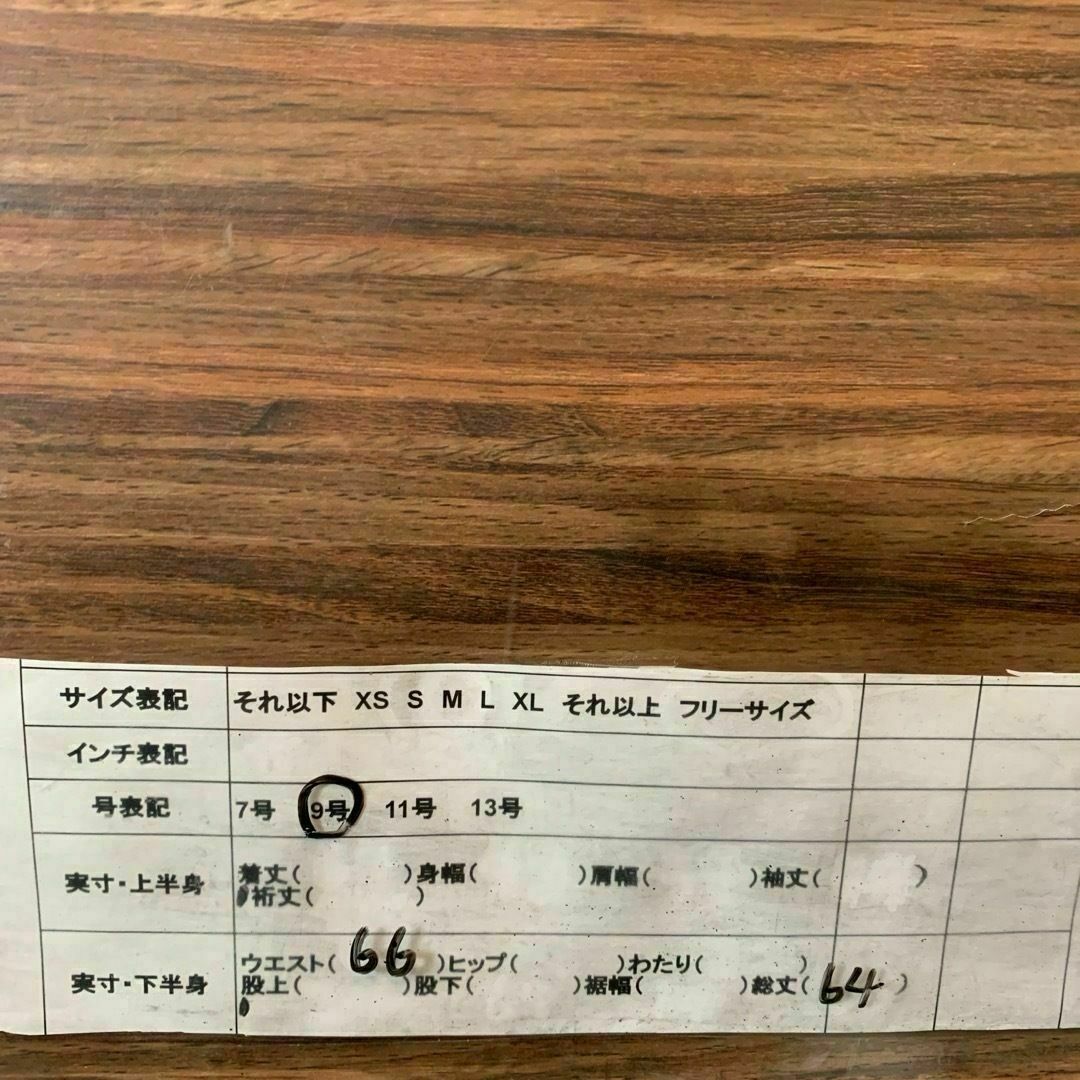 サイズ表記 それ以下 XS S M L XL それ以上 フリーサイズ
インチ表記
号表記 7号 9号 11号 13号
実寸・上半身 着丈( )身幅( )肩幅( )袖丈( )
裄丈( )
実寸・下半身 ウエスト( 66 )ヒップ( )わたり( )
股上( )股下( )裾幅( )総丈( 64 )